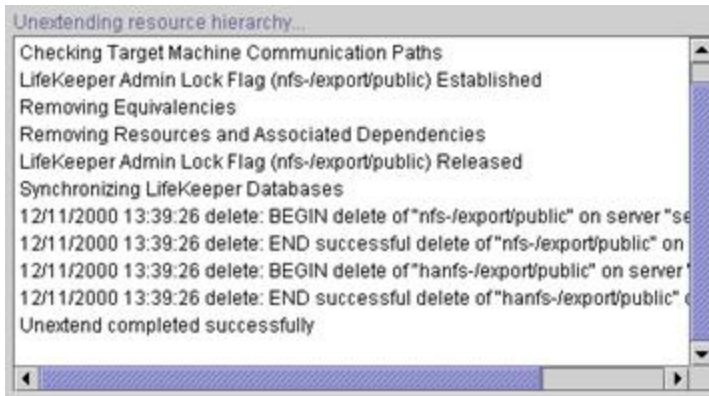 Unextending resource hierarchy...
Checking Target Machine Communication Paths
LifeKeeper Admin Lock Flag (nfs-/export/public) Established
Removing Equivalencies
Removing Resources and Associated Dependencies
LifeKeeper Admin Lock Flag (nfs-/export/public) Released
Synchronizing LifeKeeper Databases
12/11/2000 13:39:26 delete: BEGIN delete of "nfs-/export/public" on server "se
12/11/2000 13:39:26 delete: END successful delete of "nfs-/export/public" on
12/11/2000 13:39:26 delete: BEGIN delete of "hanfs-/export/public" on server "
12/11/2000 13:39:26 delete: END successful delete of "hanfs-/export/public"
Unextend completed successfully